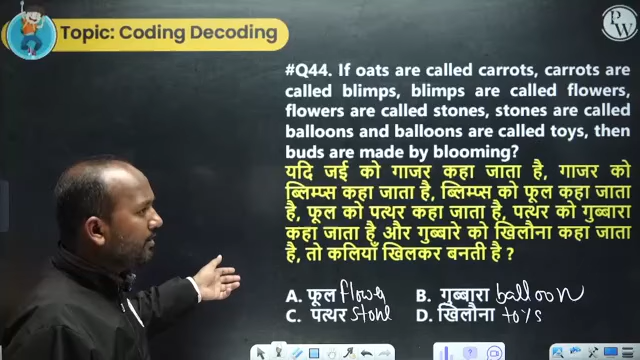 Topic: Coding Decoding
PW
#Q44. If oats are called carrots, carrots are
called blimps, blimps are called flowers,
flowers are called stones, stones are called
balloons and balloons are called toys, then
buds are made by blooming?
यदि जई को गाजर कहा जाता है, गाजर को
ब्लिम्प्स कहा जाता है, ब्लिम्प्स को फूल कहा जाता
है, फूल को पत्थर कहा जाता है, पत्थर को गुब्बारा
कहा जाता है और गुब्बारे को खिलौना कहा जाता
है, तो कलियाँ खिलकर बनती है ?
A. फूल flower B. गुब्बारा balloon
C. पत्थर stone D. खिलौना toys